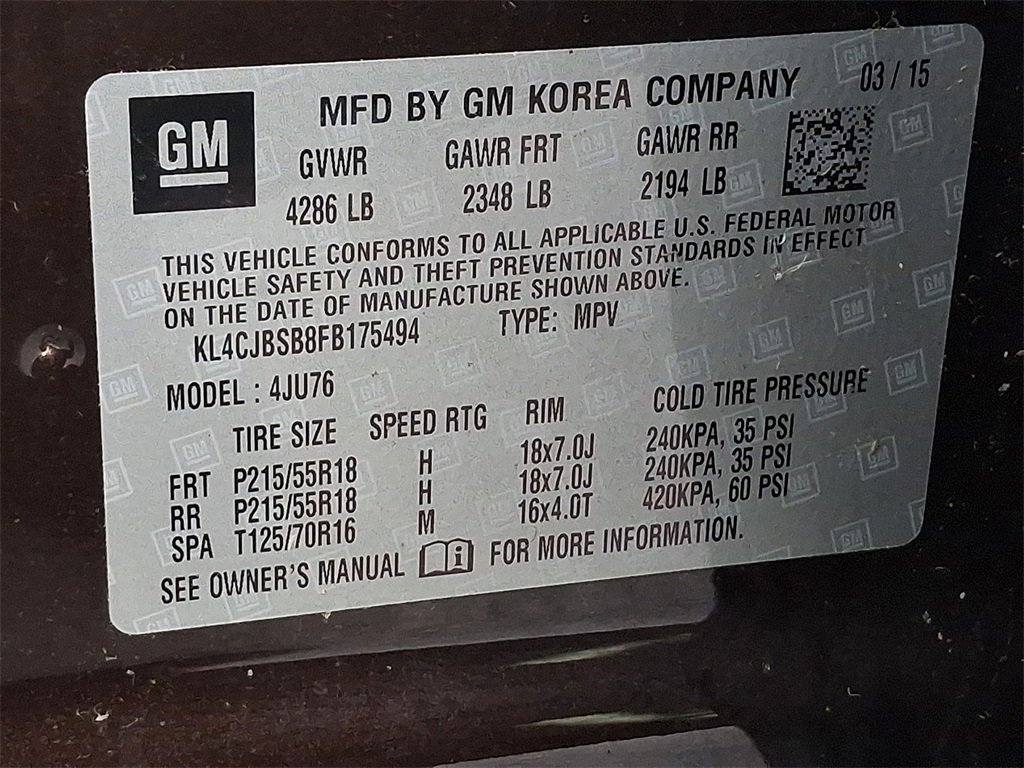 GM
MFD BY GM KOREA COMPANY 03 / 15
GVWR GAWR FRT GAWR RR
4286 LB 2348 LB 2194 LB
THIS VEHICLE CONFORMS TO ALL APPLICABLE U.S. FEDERAL MOTOR
VEHICLE SAFETY AND THEFT PREVENTION STANDARDS IN EFFECT
ON THE DATE OF MANUFACTURE SHOWN ABOVE.
KL4CJBSB8FB175494 TYPE: MPV
MODEL : 4JU76
TIRE SIZE SPEED RTG RIM COLD TIRE PRESSURE
FRT P215/55R18 H 18x7.0J 240KPA, 35 PSI
RR P215/55R18 H 18x7.0J 240KPA, 35 PSI
SPA T125/70R16 M 16x4.0T 420KPA, 60 PSI
SEE OWNER'S MANUAL i FOR MORE INFORMATION.